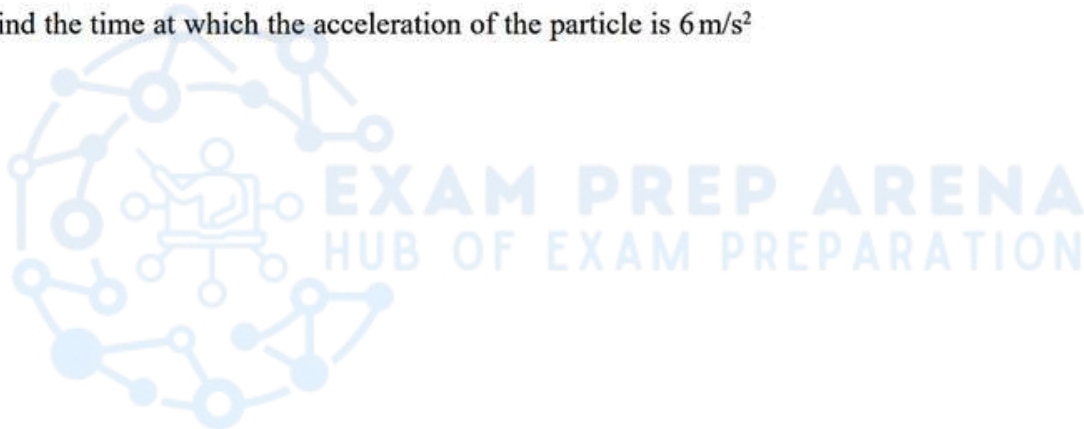 ind the time at which the acceleration of the particle is 6 m/s²
EXAM PREP ARENA
HUB OF EXAM PREPARATION